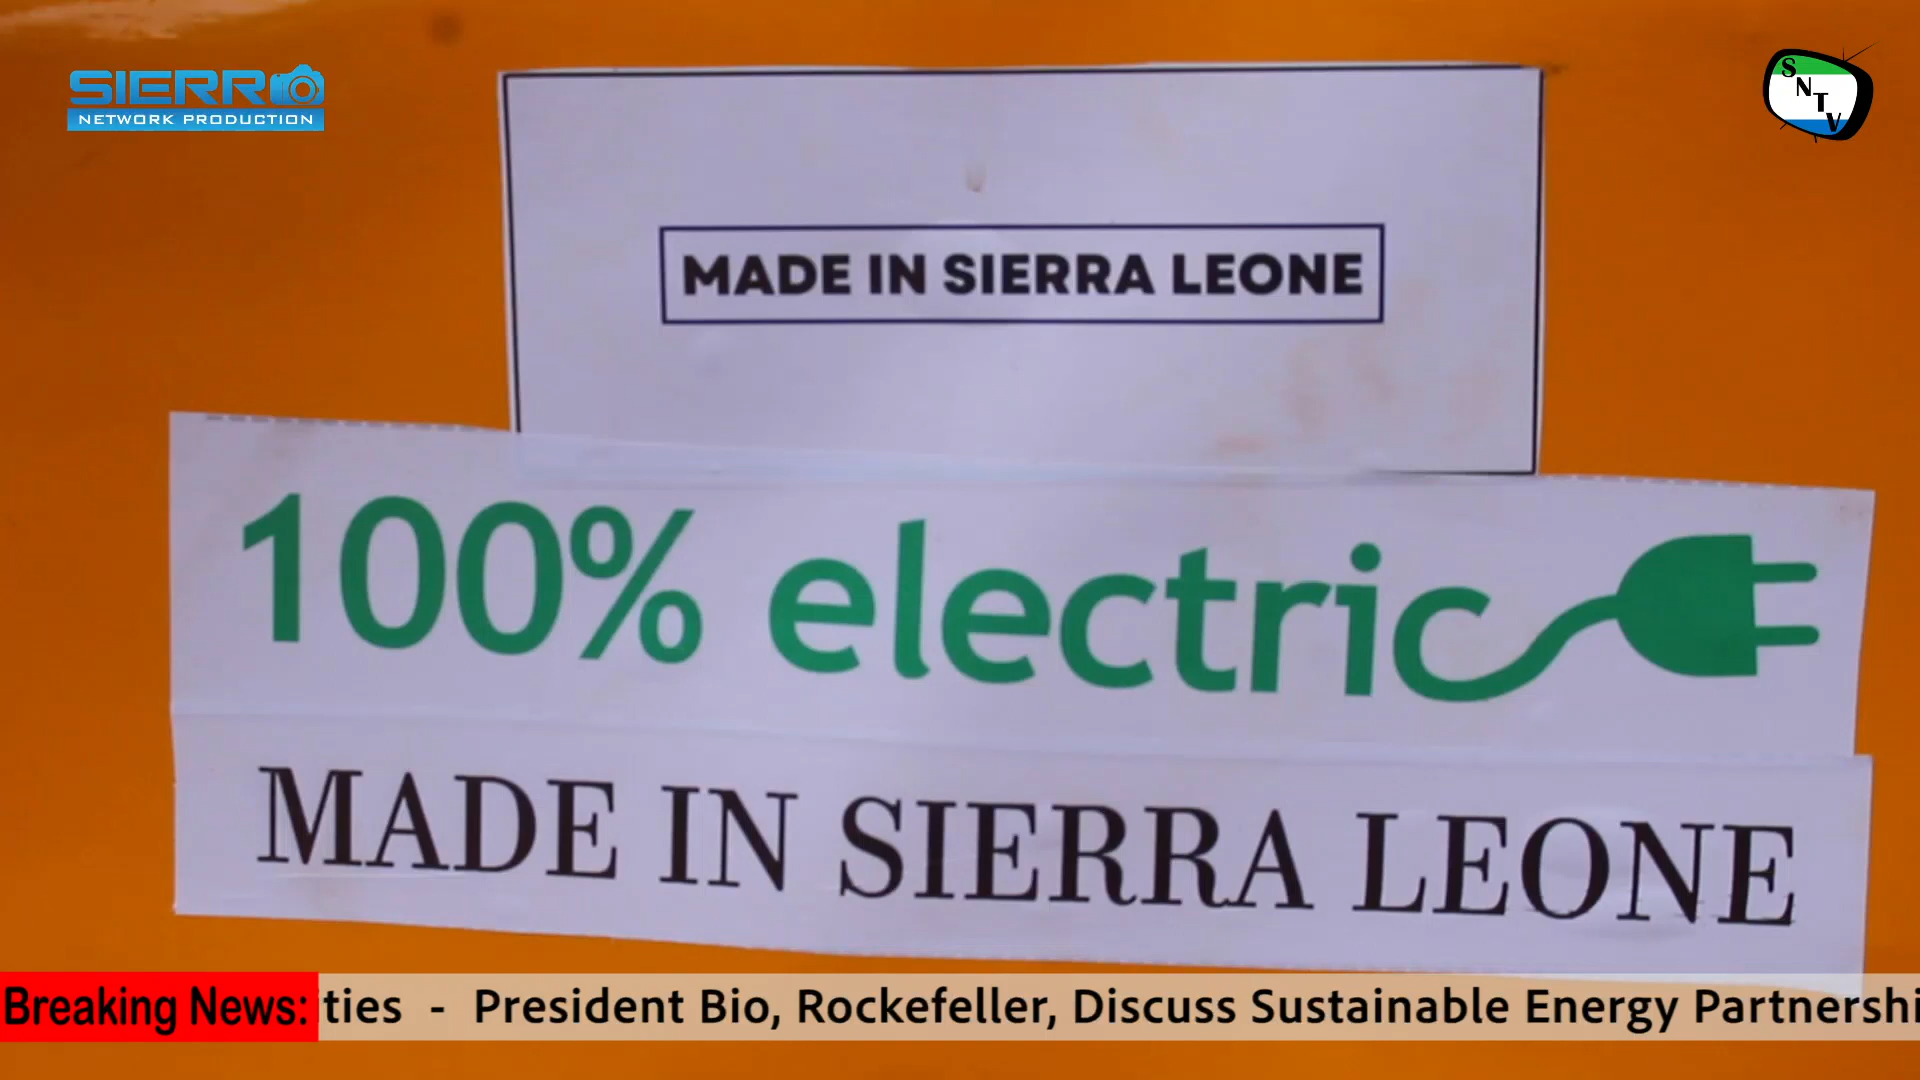 SIERRO
NETWORK PRODUCTION
SNTV
MADE IN SIERRA LEONE
100% electric
MADE IN SIERRA LEONE
Breaking News: ties - President Bio, Rockefeller, Discuss Sustainable Energy Partnershi